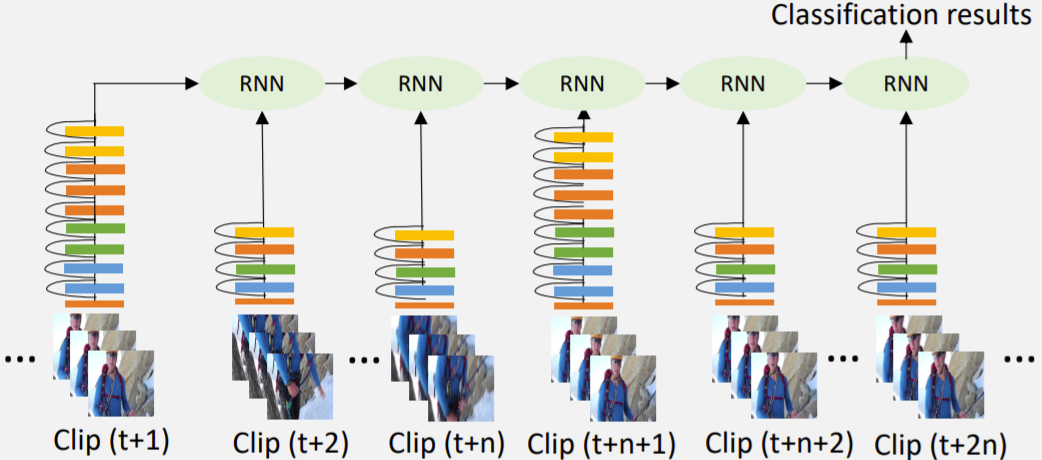 Classification results
RNN RNN RNN RNN RNN
... ... ... ...
Clip (t+1) Clip (t+2) Clip (t+n) Clip (t+n+1) Clip (t+n+2) Clip (t+2n)